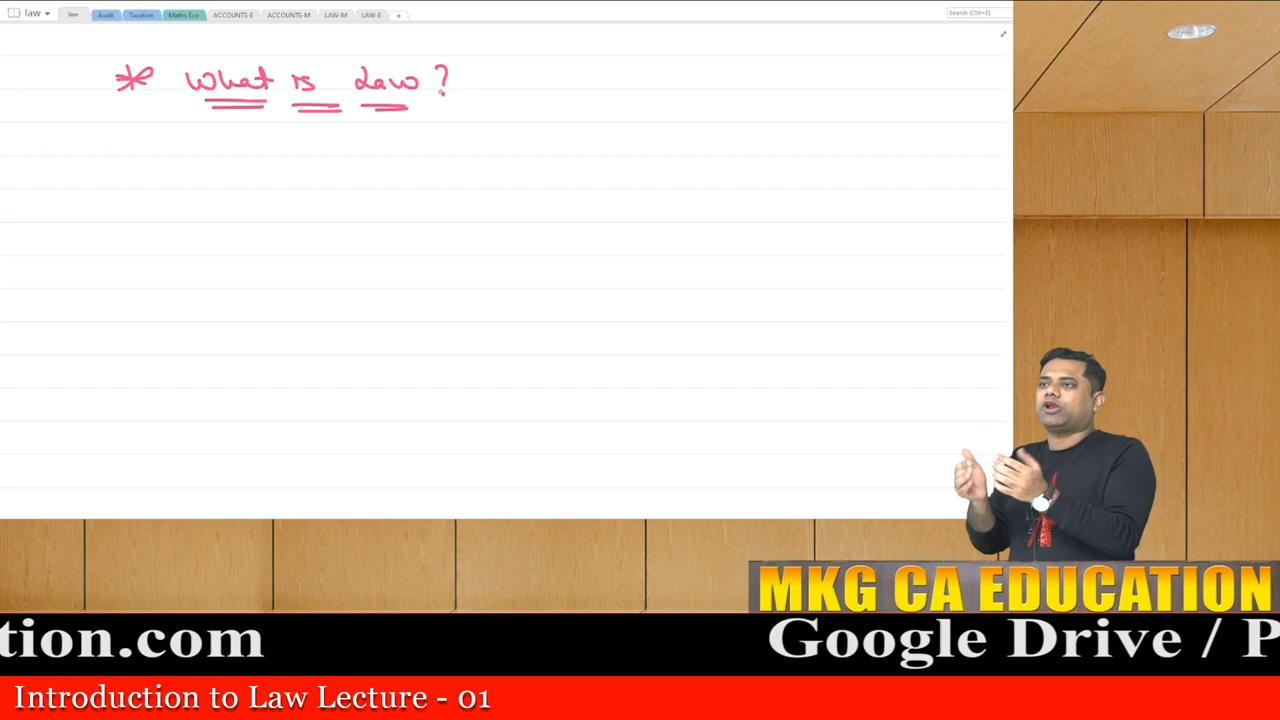 law
law
Audit
Taxation
Maths Eco
ACCOUNTS-E
ACCOUNTS-M
LAW-M
LAW-E
+
Search (Ctrl+E)
* What is Law?
MKG CA EDUCATION
tion.com
Google Drive / P
Introduction to Law Lecture - 01